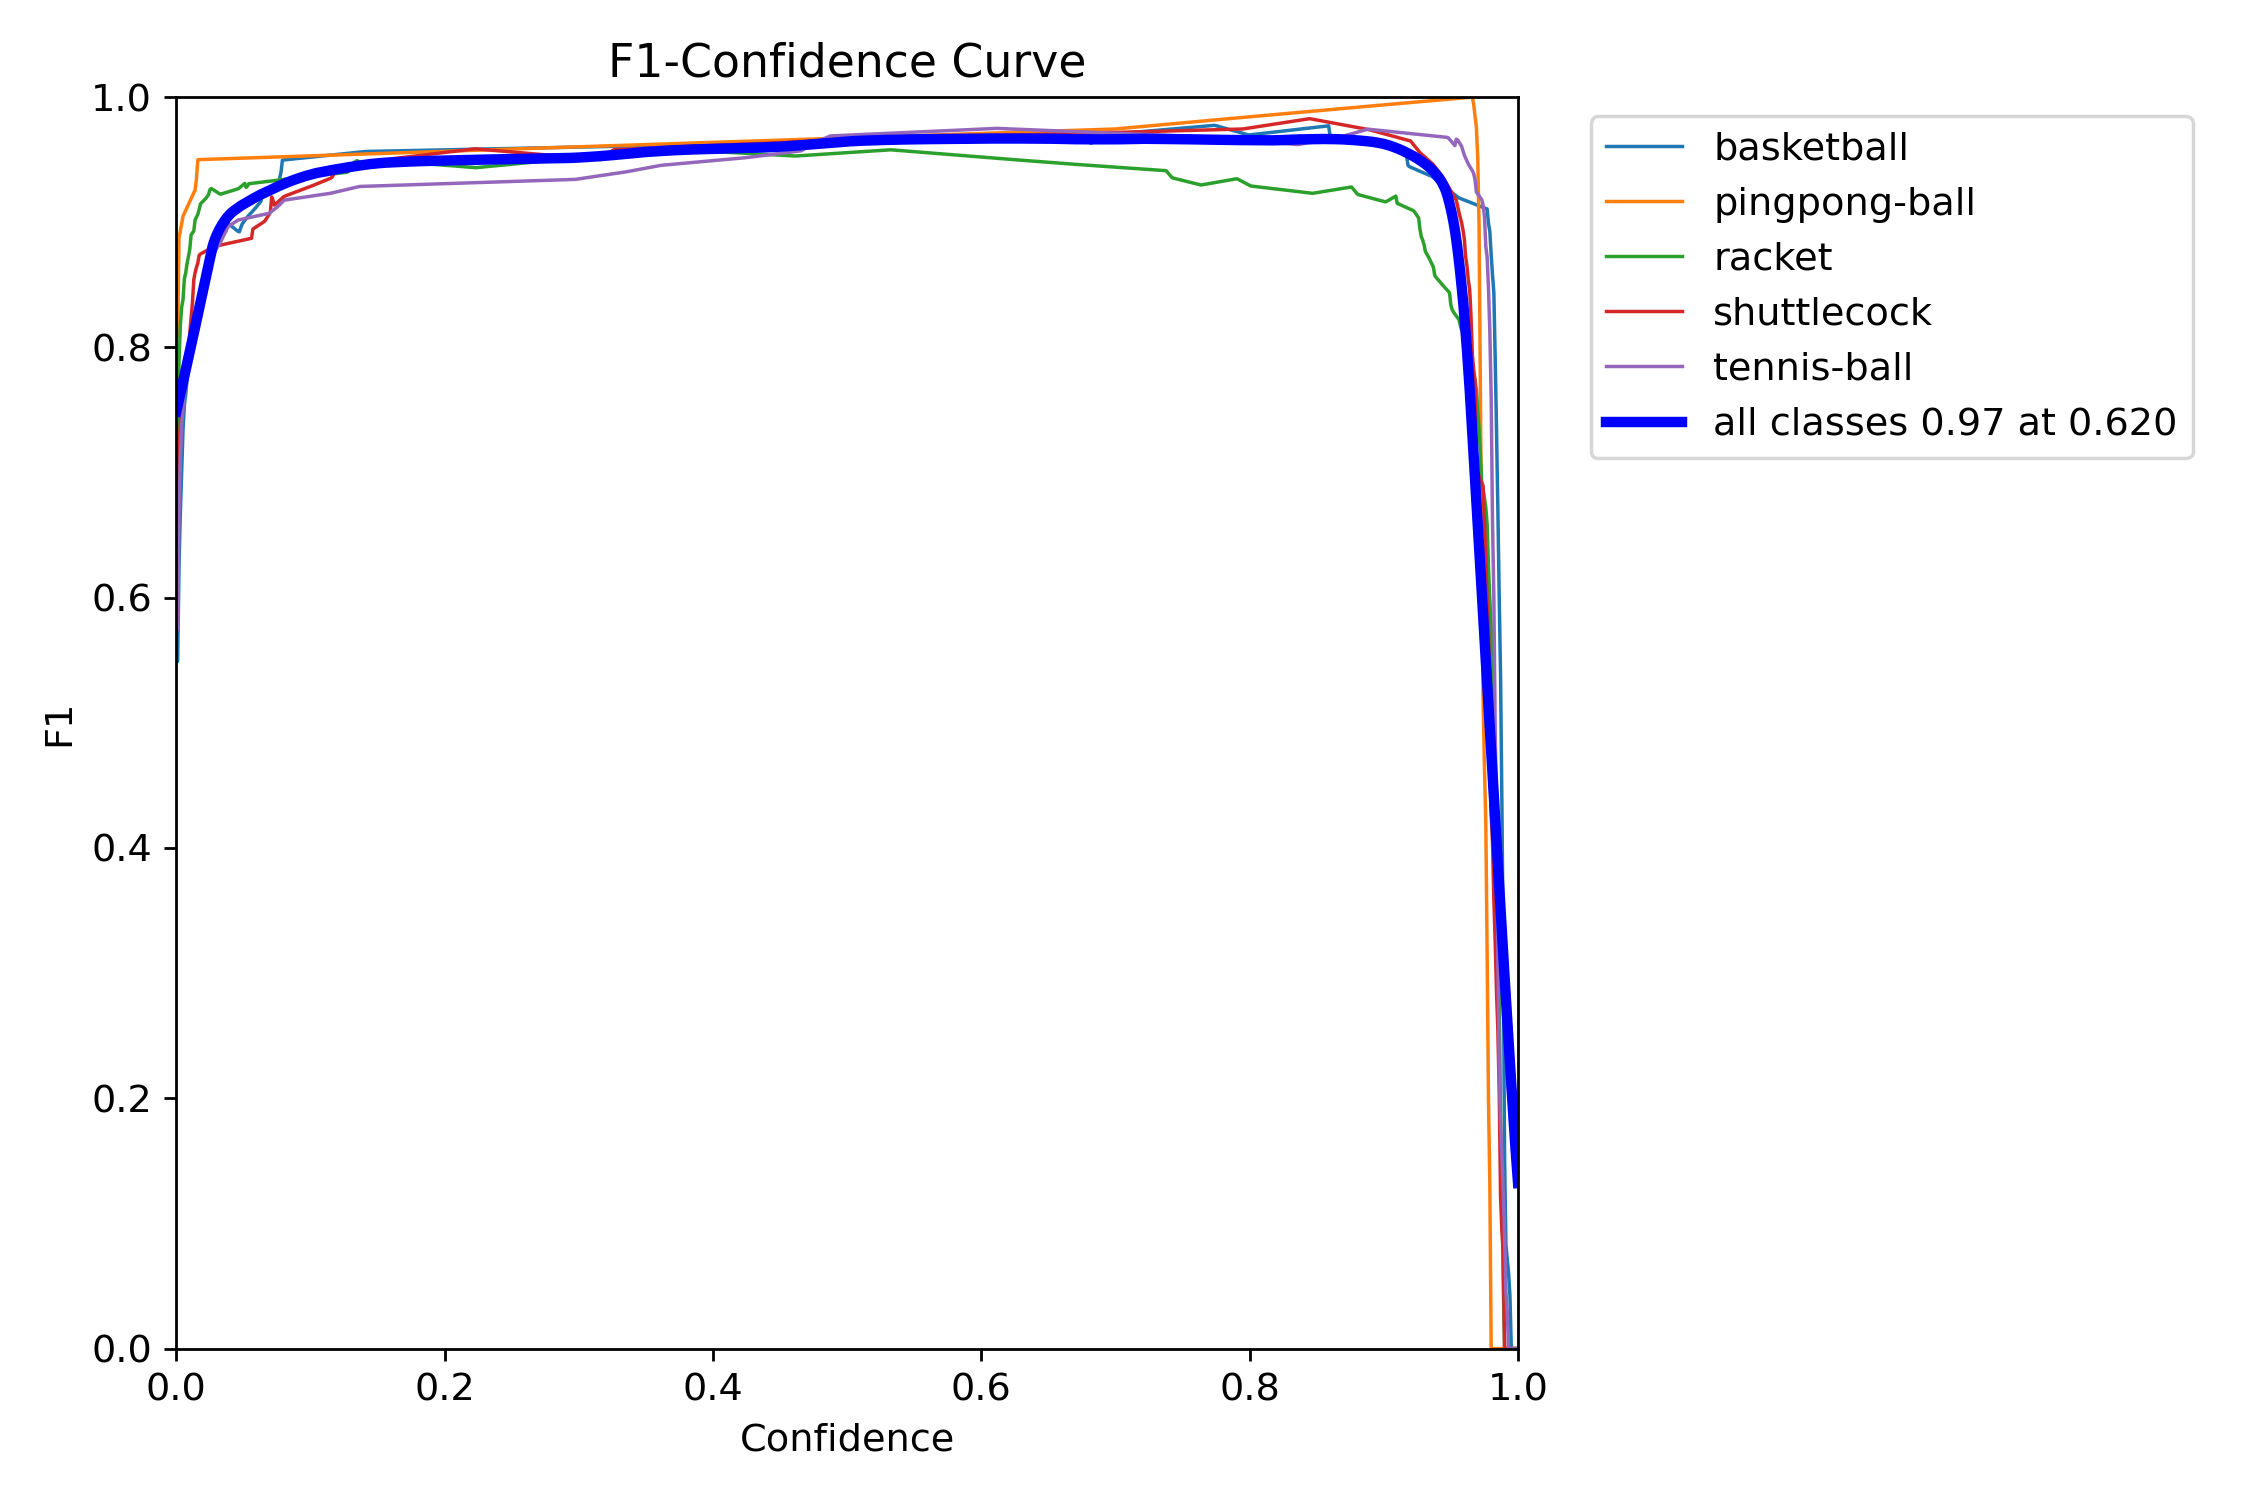 F1-Confidence Curve
1.0
0.8
0.6
0.4
0.2
0.0
F1
0.0 0.2 0.4 0.6 0.8 1.0
Confidence
basketball
pingpong-ball
racket
shuttlecock
tennis-ball
all classes 0.97 at 0.620